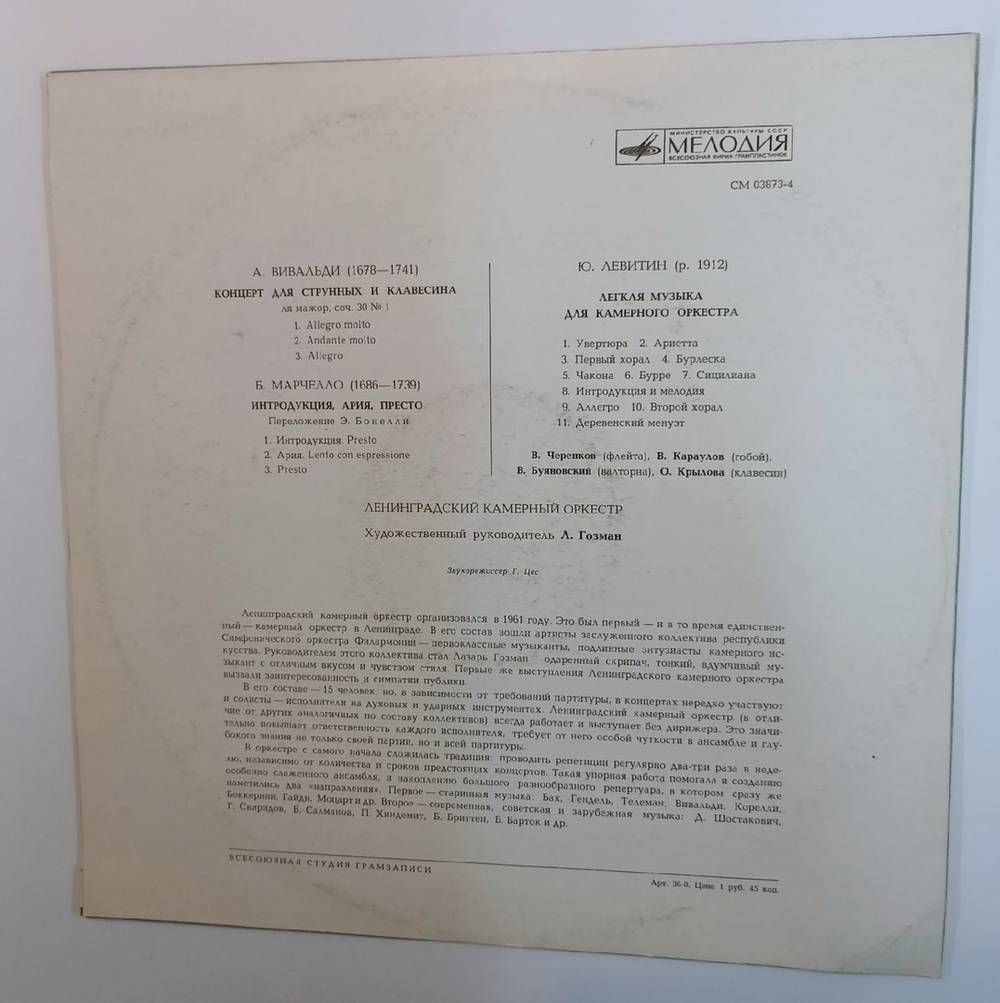 МИНИСТЕРСТВО КУЛЬТУРЫ СССР
МЕЛОДИЯ
ВСЕСОЮЗНАЯ ФИРМА ГРАМПЛАСТИНОК
СМ 03873-4
А. ВИВАЛЬДИ (1678—1741)
КОНЦЕРТ ДЛЯ СТРУННЫХ И КЛАВЕСИНА
ля мажор, соч. 30 № 1
1. Allegro molto
2. Andante molto
3. Allegro
Б. МАРЧЕЛЛО (1686—1739)
ИНТРОДУКЦИЯ, АРИЯ, ПРЕСТО
Переложение Э. Бонелли
1. Интродукция. Presto
2. Ария. Lento con espressione
3. Presto
Ю. ЛЕВИТИН (р. 1912)
ЛЕГКАЯ МУЗЫКА
ДЛЯ КАМЕРНОГО ОРКЕСТРА
1. Увертюра 2. Ариетта
3. Первый хорал 4. Бурлеска
5. Чакона 6. Бурре 7. Сицилиана
8. Интродукция и мелодия
9. Аллегро 10. Второй хорал
11. Деревенский менуэт
В. Черепков (флейта), В. Караулов (гобой),
В. Буяновский (валторна), О. Крылова (клавесин)
ЛЕНИНГРАДСКИЙ КАМЕРНЫЙ ОРКЕСТР
Художественный руководитель Л. Гозман
Звукорежиссер Г. Цес
Ленинградский камерный оркестр организовался в 1961 году. Это был первый — и в то время единствен-
ный — камерный оркестр в Ленинграде. В его состав вошли артисты заслуженного коллектива республики
Симфонического оркестра Филармонии — первоклассные музыканты, подлинные энтузиасты камерного ис-
кусства. Руководителем этого коллектива стал Лазарь Гозман — одаренный скрипач, тонкий, вдумчивый му-
зыкант с отличным вкусом и чувством стиля. Первые же выступления Ленинградского камерного оркестра
вызвали заинтересованность и симпатии публики.
В его составе — 15 человек, но, в зависимости от требований партитуры, в концертах нередко участвуют
и солисты — исполнители на духовых и ударных инструментах. Ленинградский камерный оркестр (в отли-
чие от других аналогичных по составу коллективов) всегда работает и выступает без дирижера. Это значи-
тельно повышает ответственность каждого исполнителя, требует от него особой чуткости в ансамбле и глу-
бокого знания не только своей партии, но и всей партитуры.
В оркестре с самого начала сложилась традиция: проводить репетиции регулярно два-три раза в неде-
лю, независимо от количества и сроков предстоящих концертов. Такая упорная работа помогала и созданию
особенно слаженного ансамбля, и накоплению большого разнообразного репертуара, в котором сразу же
наметились два «направления». Первое — старинная музыка: Бах, Гендель, Телеман, Вивальди, Корелли,
Боккерини, Гайдн, Моцарт и др. Второе — современная, советская и зарубежная музыка: Д. Шостакович,
Г. Свиридов, В. Салманов, П. Хиндемит, Б. Бриттен, Б. Барток и др.
ВСЕСОЮЗНАЯ СТУДИЯ ГРАМЗАПИСИ
Арт. 36-8. Цена 1 руб. 45 коп.